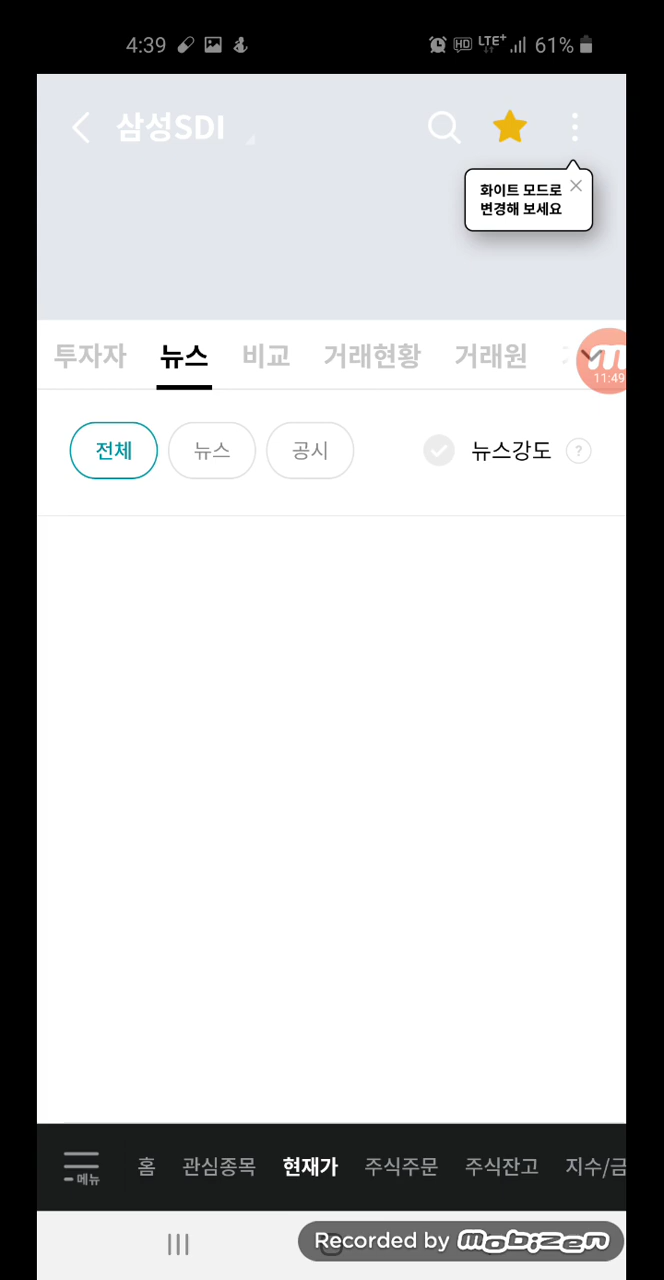 4:39 HD LTE+ 61%
삼성SDI
화이트 모드로
변경해 보세요
투자자 뉴스 비교 거래현황 거래원
11:49
전체 뉴스 공시 뉴스강도 ?
메뉴 홈 관심종목 현재가 주식주문 주식잔고 지수/금
Recorded by mobizen